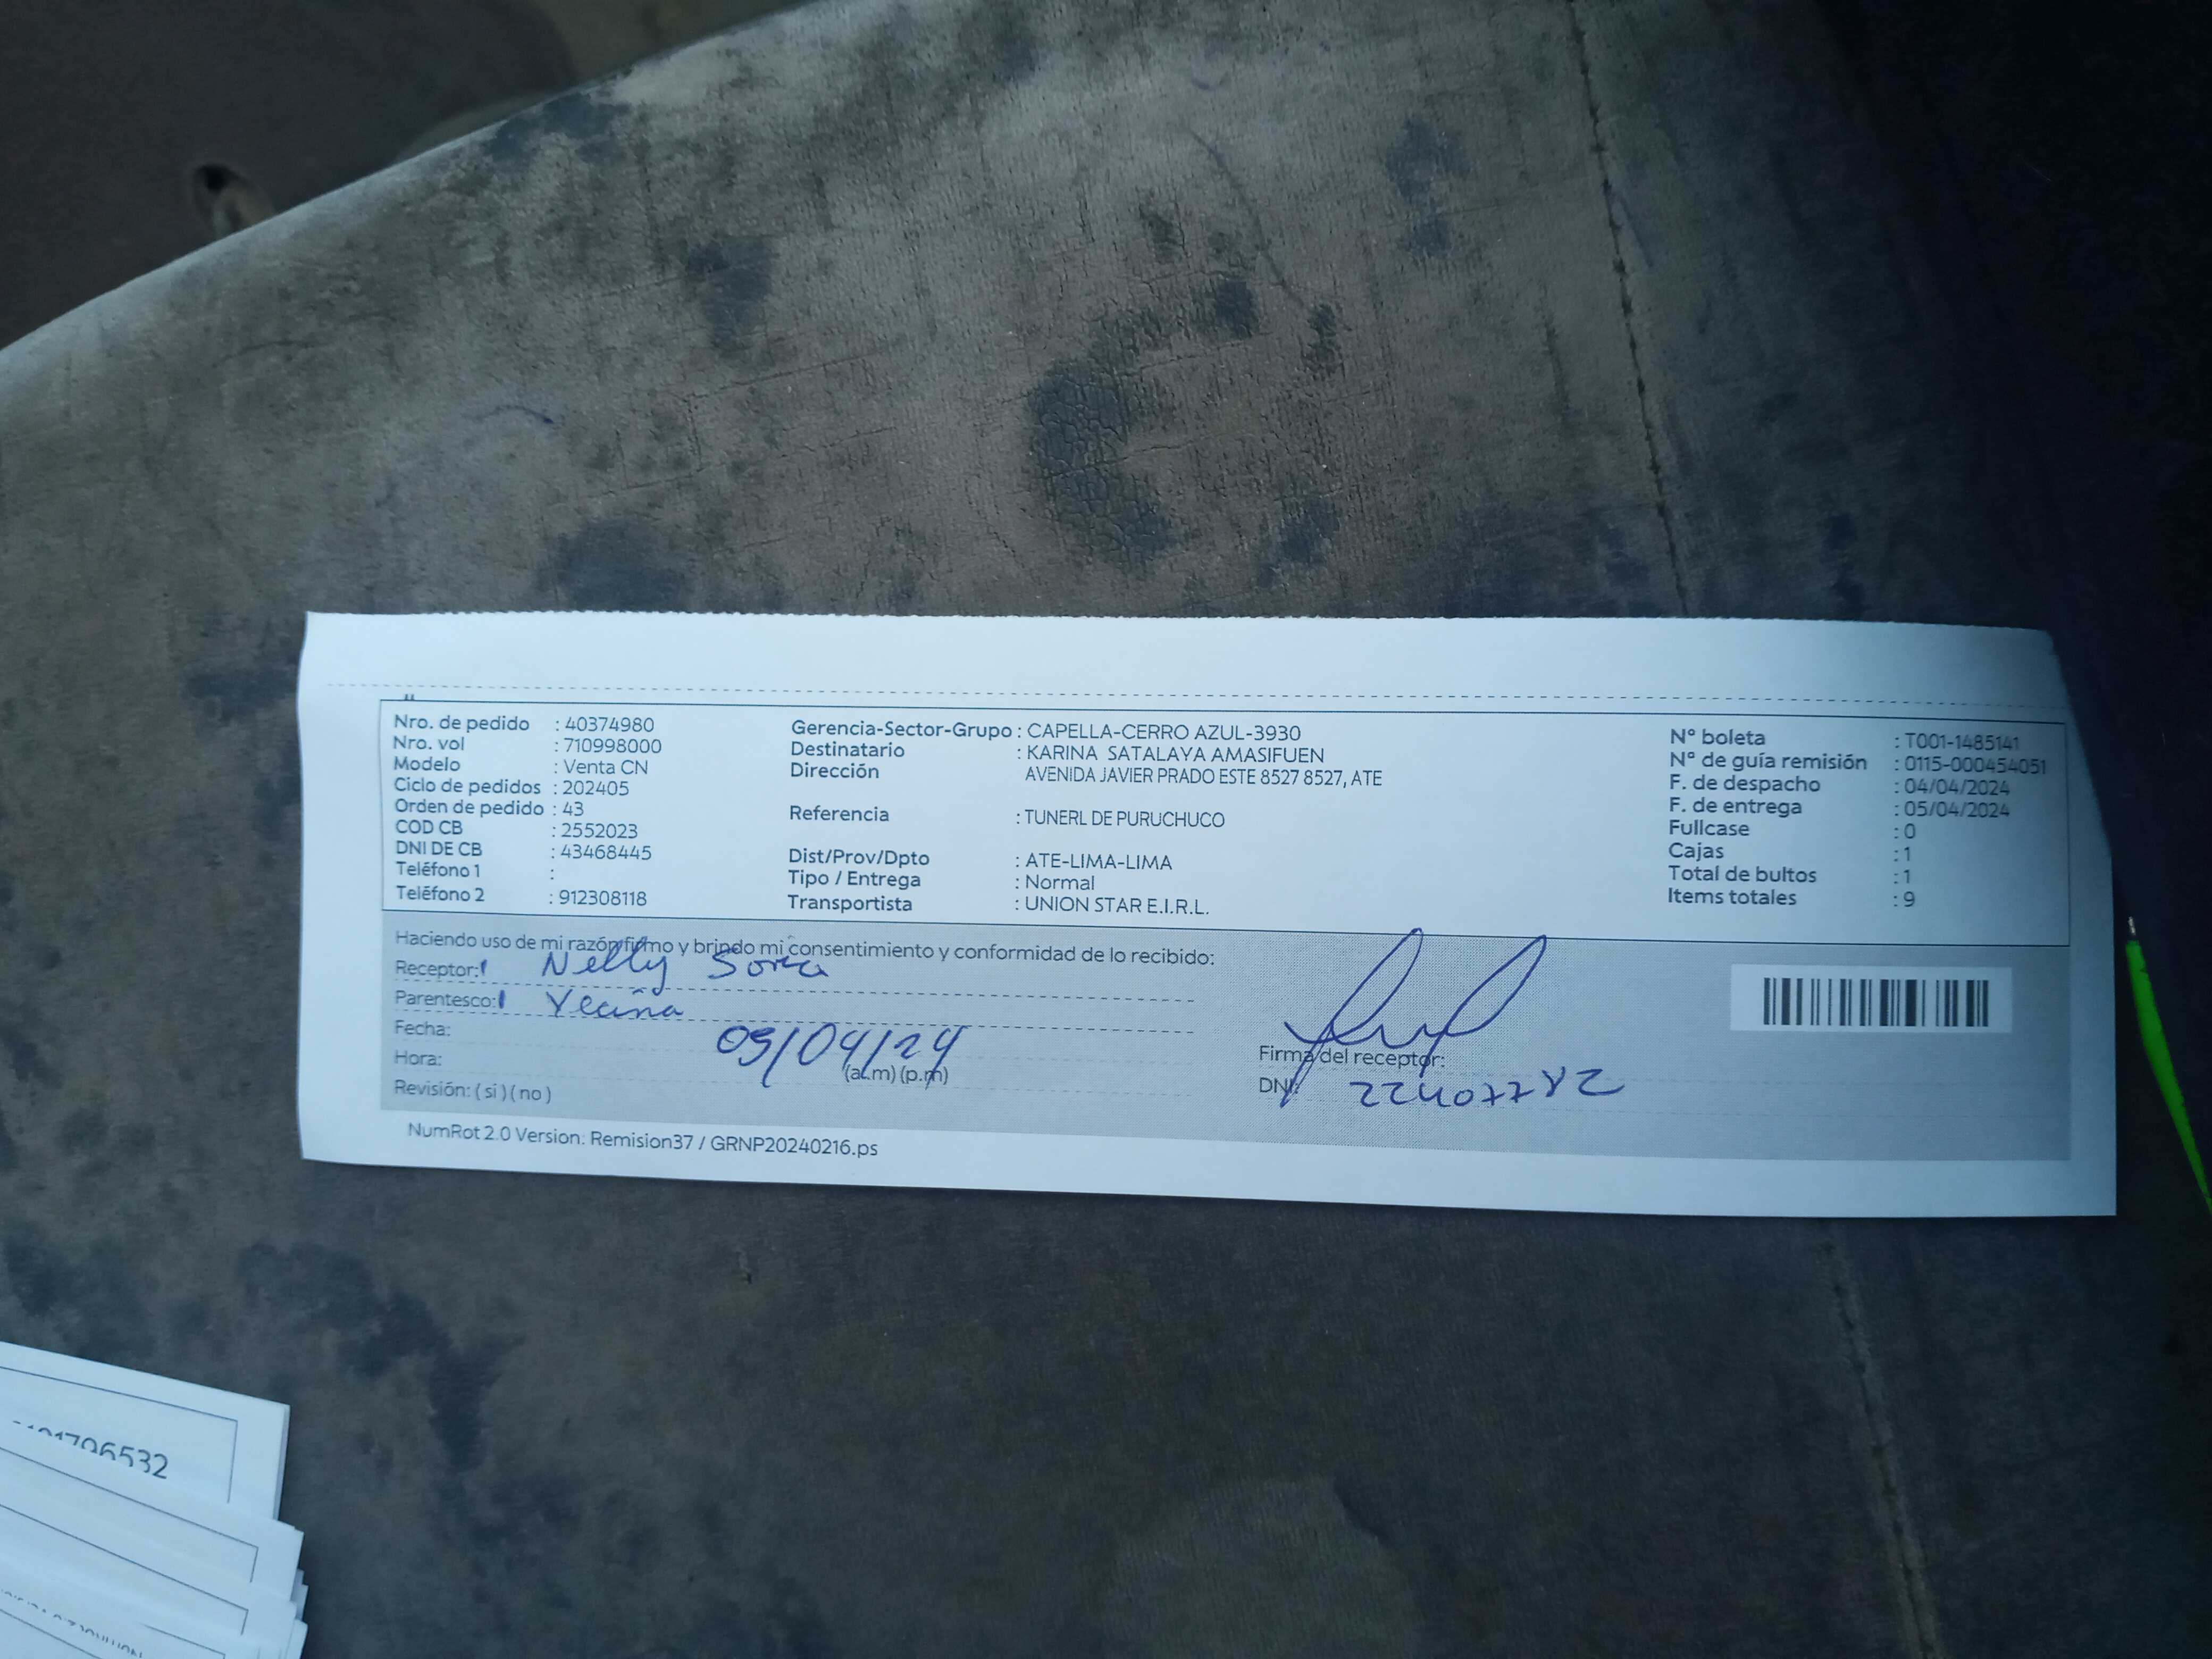 Nro. de pedido : 40374980
Nro. vol : 710998000
Modelo : Venta CN
Ciclo de pedidos : 202405
Orden de pedido : 43
COD CB : 2552023
DNI DE CB : 43468445
Teléfono 1 :
Teléfono 2 : 912308118
Gerencia-Sector-Grupo : CAPELLA-CERRO AZUL-3930
Destinatario : KARINA SATALAYA AMASIFUEN
Dirección AVENIDA JAVIER PRADO ESTE 8527 8527, ATE
Referencia : TUNERL DE PURUCHUCO
Dist/Prov/Dpto : ATE-LIMA-LIMA
Tipo / Entrega : Normal
Transportista : UNION STAR E.I.R.L.
N° boleta : T001-1485141
N° de guía remisión : 0115-000454051
F. de despacho : 04/04/2024
F. de entrega : 05/04/2024
Fullcase : 0
Cajas : 1
Total de bultos : 1
Items totales : 9
Haciendo uso de mi razón firmo y brindo mi consentimiento y conformidad de lo recibido:
Receptor: Nelly Soria
Parentesco: Vecina
Fecha: 05/04/24
Hora: (a.m) (p.m)
Revisión: ( si ) ( no )
Firma del receptor:
DNI: 22407782
NumRot 2.0 Version: Remision37 / GRNP20240216.ps
1706532